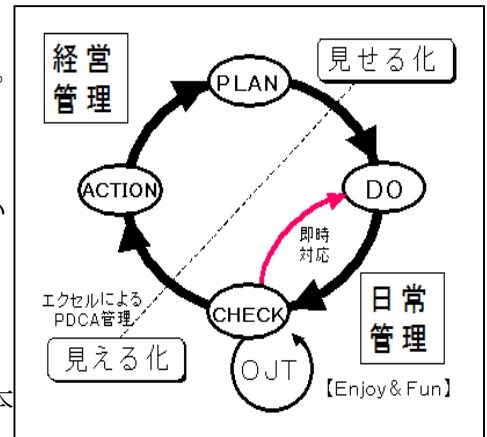 経営
管理
見せる化
PLAN
ACTION
DO
即時
対応
エクセルによる
PDCA管理
CHECK
日常
管理
見える化
OJT
【Enjoy＆Fun】
。
い
本